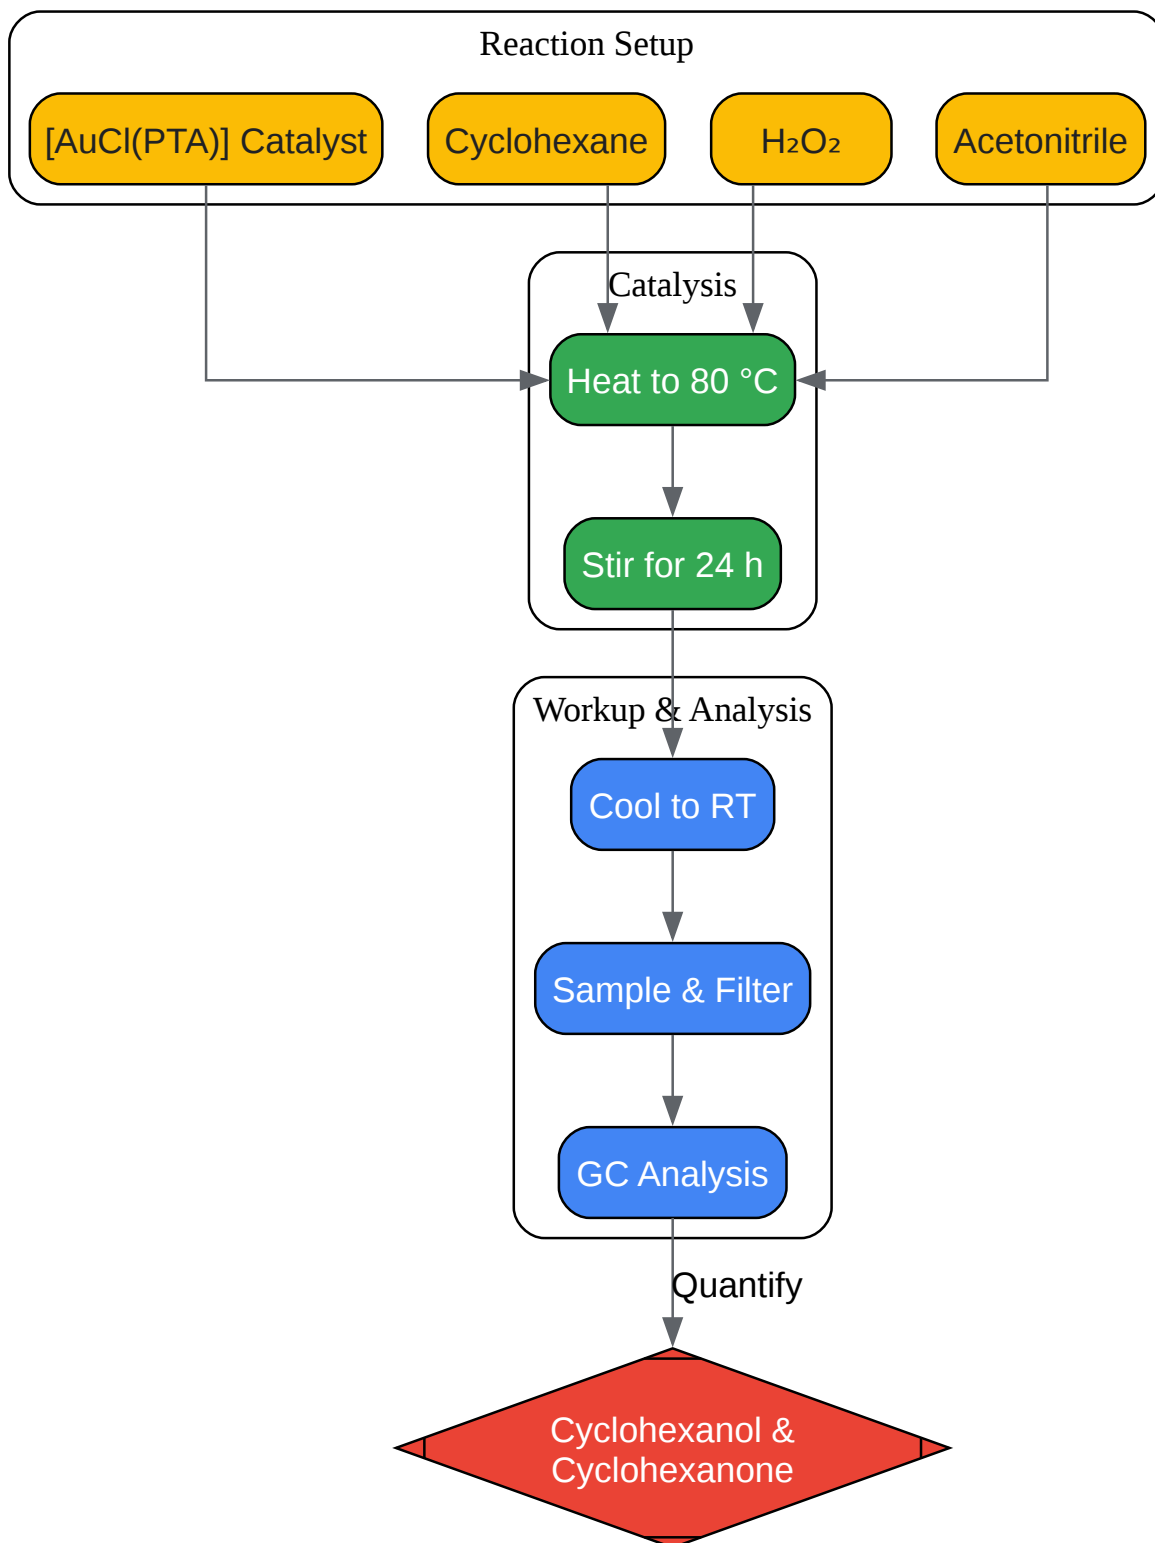 Reaction Setup
[AuCl(PTA)] Catalyst
Cyclohexane
H₂O₂
Acetonitrile
Catalysis
Heat to 80 °C
Stir for 24 h
Workup & Analysis
Cool to RT
Sample & Filter
GC Analysis
Quantify
Cyclohexanol &
Cyclohexanone